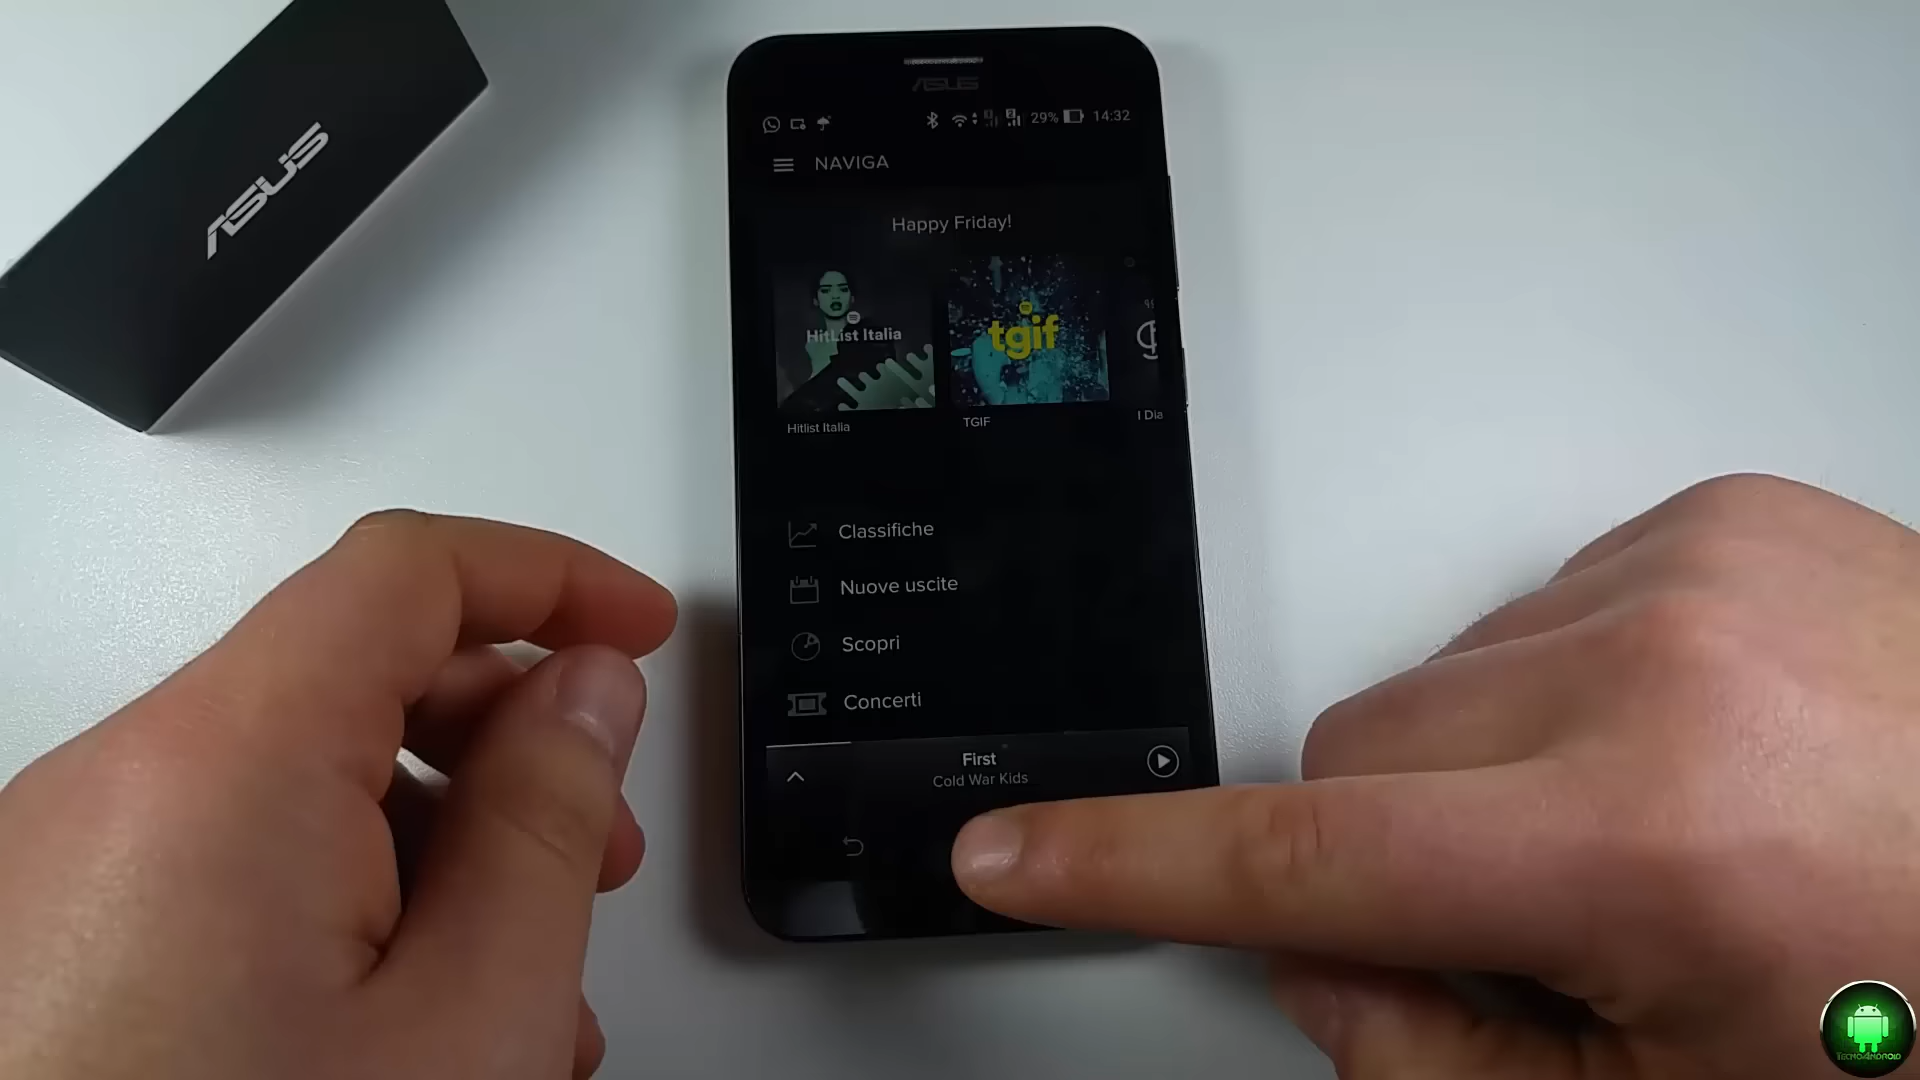 ASUS
ASUS
29% 14:32
NAVIGA
Happy Friday!
HitList Italia
tgif
Hitlist Italia
TGIF
I Dia
Classifiche
Nuove uscite
Scopri
Concerti
First
Cold War Kids
TECNOANDROID